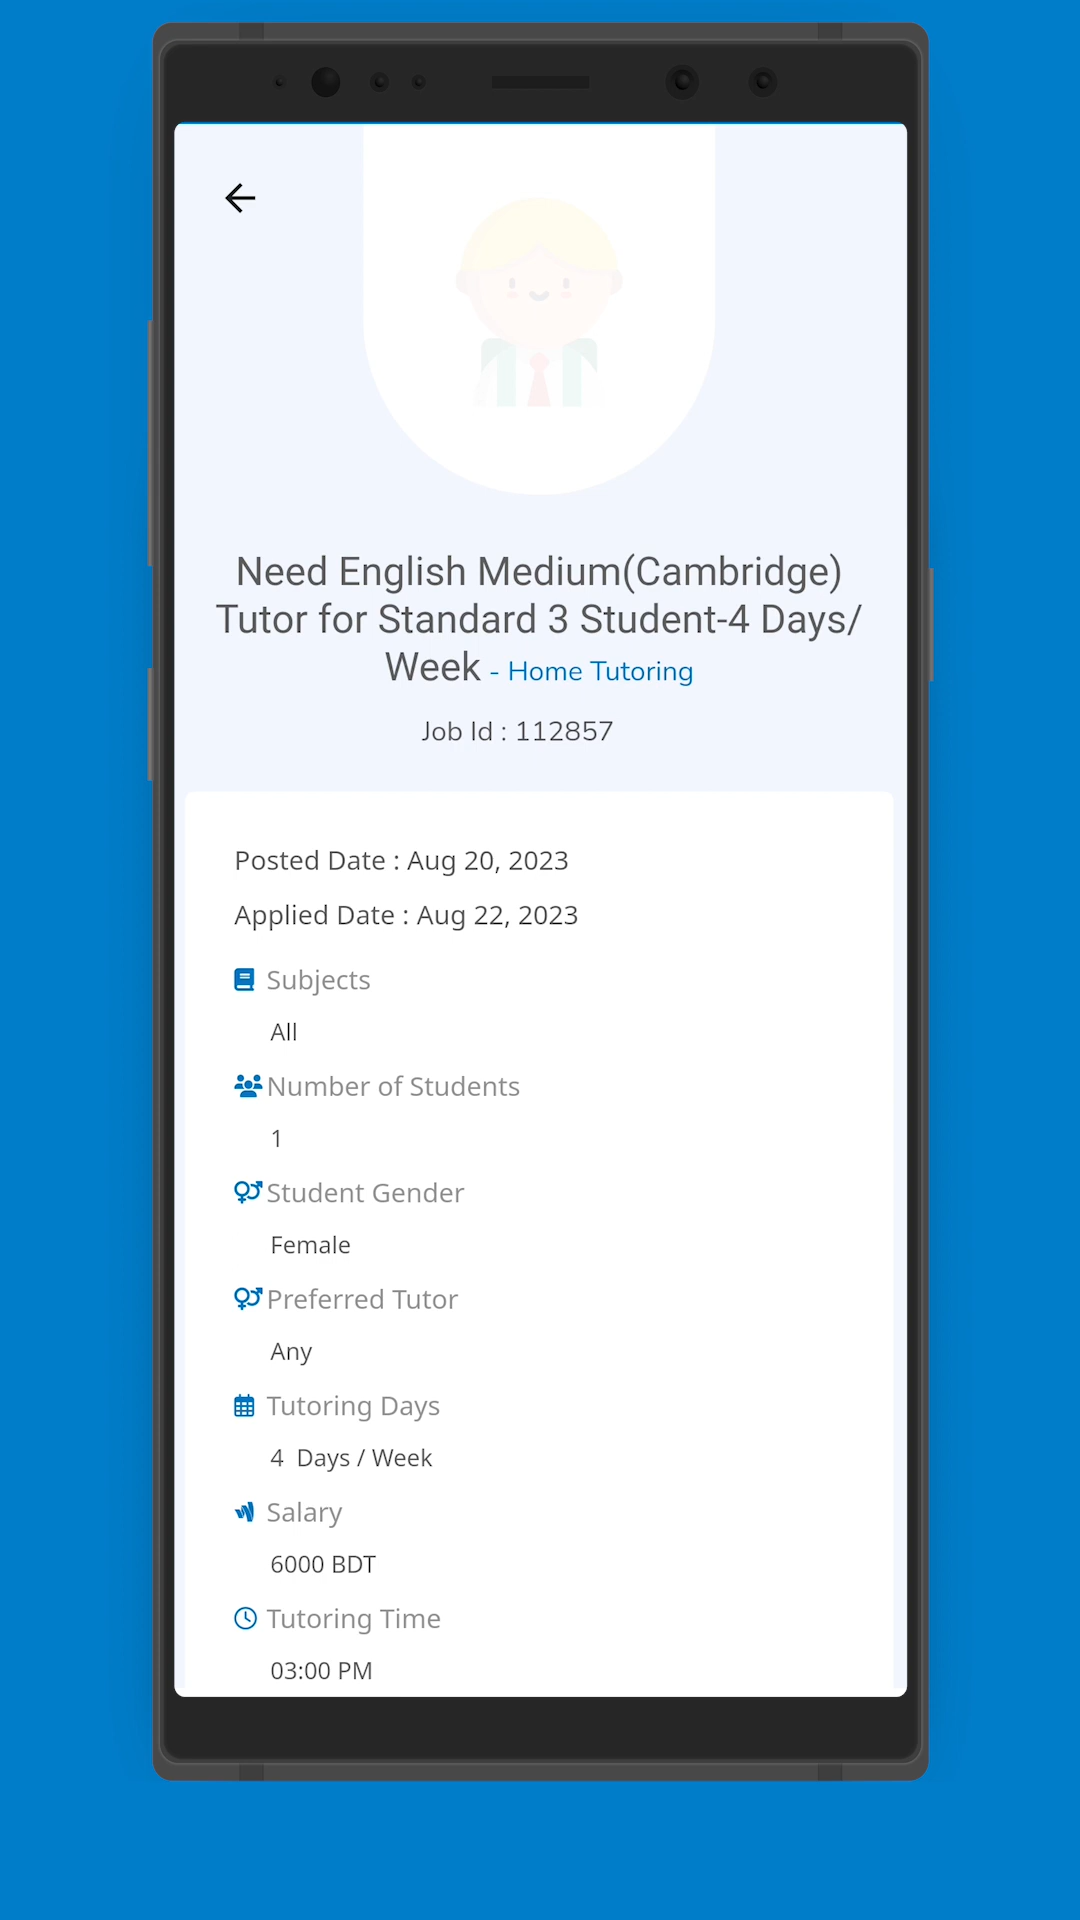 Need English Medium(Cambridge)
Tutor for Standard 3 Student-4 Days/
Week - Home Tutoring
Job Id : 112857
Posted Date : Aug 20, 2023
Applied Date : Aug 22, 2023
Subjects
All
Number of Students
1
Student Gender
Female
Preferred Tutor
Any
Tutoring Days
4 Days / Week
Salary
6000 BDT
Tutoring Time
03:00 PM